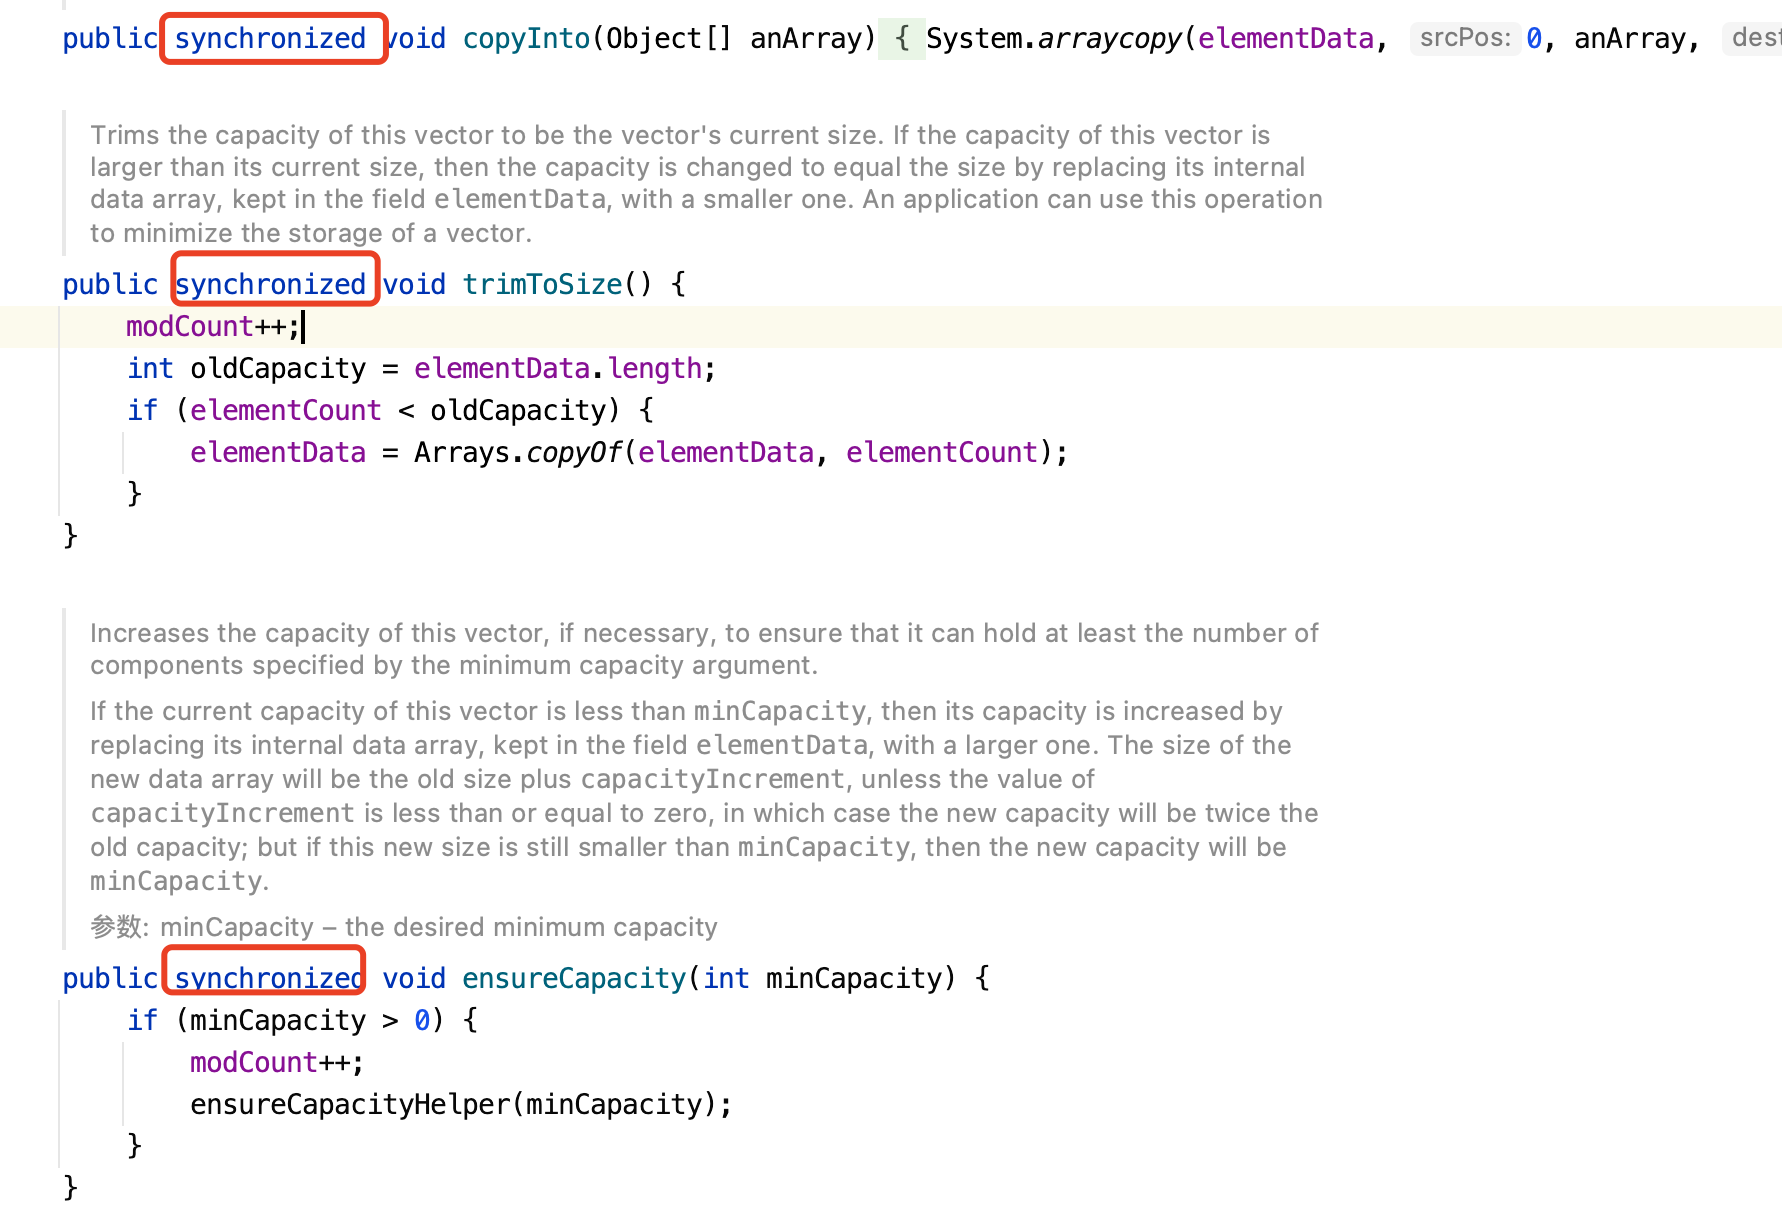 public synchronized void copyInto(Object[] anArray) { System.arraycopy(elementData, srcPos: 0, anArray,
Trims the capacity of this vector to be the vector's current size. If the capacity of this vector is
larger than its current size, then the capacity is changed to equal the size by replacing its internal
data array, kept in the field elementData, with a smaller one. An application can use this operation
to minimize the storage of a vector.
public synchronized void trimToSize() {
modCount++;
int oldCapacity = elementData.length;
if (elementCount < oldCapacity) {
elementData = Arrays.copyOf(elementData, elementCount);
}
}
Increases the capacity of this vector, if necessary, to ensure that it can hold at least the number of
components specified by the minimum capacity argument.
If the current capacity of this vector is less than minCapacity, then its capacity is increased by
replacing its internal data array, kept in the field elementData, with a larger one. The size of the
new data array will be the old size plus capacityIncrement, unless the value of
capacityIncrement is less than or equal to zero, in which case the new capacity will be twice the
old capacity; but if this new size is still smaller than minCapacity, then the new capacity will be
minCapacity.
参数: minCapacity – the desired minimum capacity
public synchronized void ensureCapacity(int minCapacity) {
if (minCapacity > 0) {
modCount++;
ensureCapacityHelper(minCapacity);
}
}